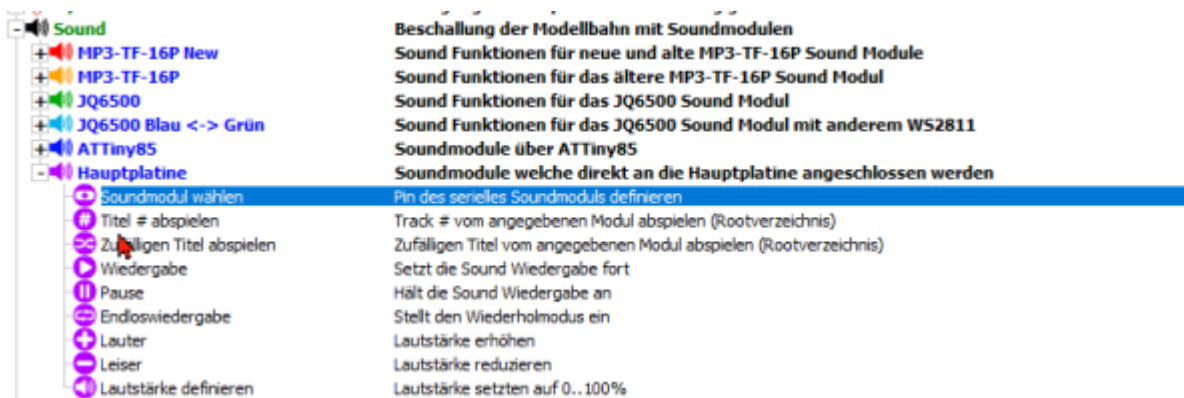 Sound Beschallung der Modellbahn mit Soundmodulen
MP3-TF-16P New Sound Funktionen für neue und alte MP3-TF-16P Sound Module
MP3-TF-16P Sound Funktionen für das ältere MP3-TF-16P Sound Modul
JQ6500 Sound Funktionen für das JQ6500 Sound Modul
JQ6500 Blau <-> Grün Sound Funktionen für das JQ6500 Sound Modul mit anderem WS2811
ATTiny85 Soundmodule über ATTiny85
Hauptplatine Soundmodule welche direkt an die Hauptplatine angeschlossen werden
Soundmodul wählen Pin des serielles Soundmoduls definieren
Titel # abspielen Track # vom angegebenen Modul abspielen (Rootverzeichnis)
Zufälligen Titel abspielen Zufälligen Titel vom angegebenen Modul abspielen (Rootverzeichnis)
Wiedergabe Setzt die Sound Wiedergabe fort
Pause Hält die Sound Wiedergabe an
Endloswiedergabe Stellt den Wiederholmodus ein
Lauter Lautstärke erhöhen
Leiser Lautstärke reduzieren
Lautstärke definieren Lautstärke setzten auf 0..100%